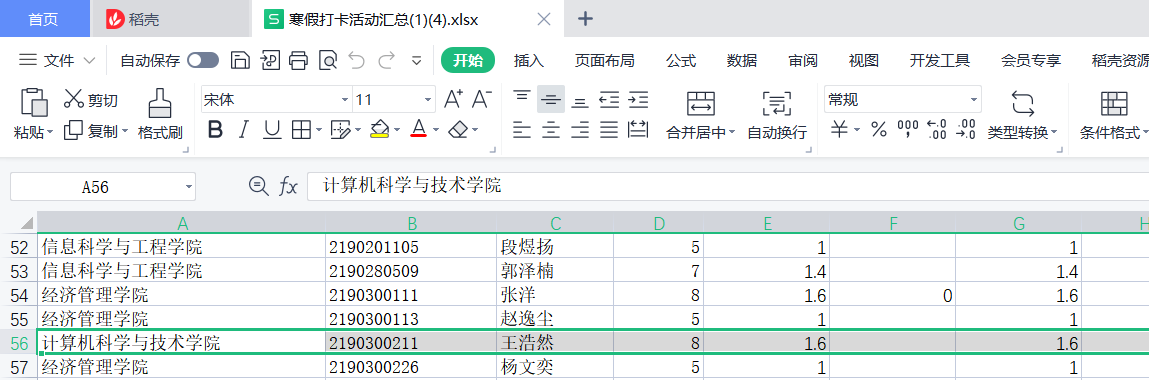 首页 稻壳 S 寒假打卡活动汇总(1)(4).xlsx
文件 自动保存 开始 插入 页面布局 公式 数据 审阅 视图 开发工具 会员专享 稻壳资源
剪切 宋体 11 A+ A- 常规
粘贴 复制 格式刷 B I U A 合并居中 自动换行 ¥ % 000 ←.0 .00 .00 →.0 类型转换 条件格式
A56 fx 计算机科学与技术学院
A B C D E F G H
52 信息科学与工程学院 2190201105 段煜扬 5 1 1
53 信息科学与工程学院 2190280509 郭泽楠 7 1.4 1.4
54 经济管理学院 2190300111 张洋 8 1.6 0 1.6
55 经济管理学院 2190300113 赵逸尘 5 1 1
56 计算机科学与技术学院 2190300211 王浩然 8 1.6 1.6
57 经济管理学院 2190300226 杨文奕 5 1 1